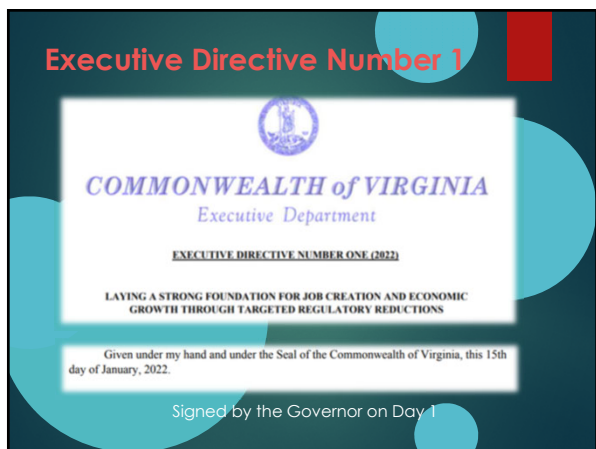 Executive Directive Number 1
COMMONWEALTH of VIRGINIA
Executive Department
EXECUTIVE DIRECTIVE NUMBER ONE (2022)
LAYING A STRONG FOUNDATION FOR JOB CREATION AND ECONOMIC
GROWTH THROUGH TARGETED REGULATORY REDUCTIONS
Given under my hand and under the Seal of the Commonwealth of Virginia, this 15th
day of January, 2022.
Signed by the Governor on Day 1